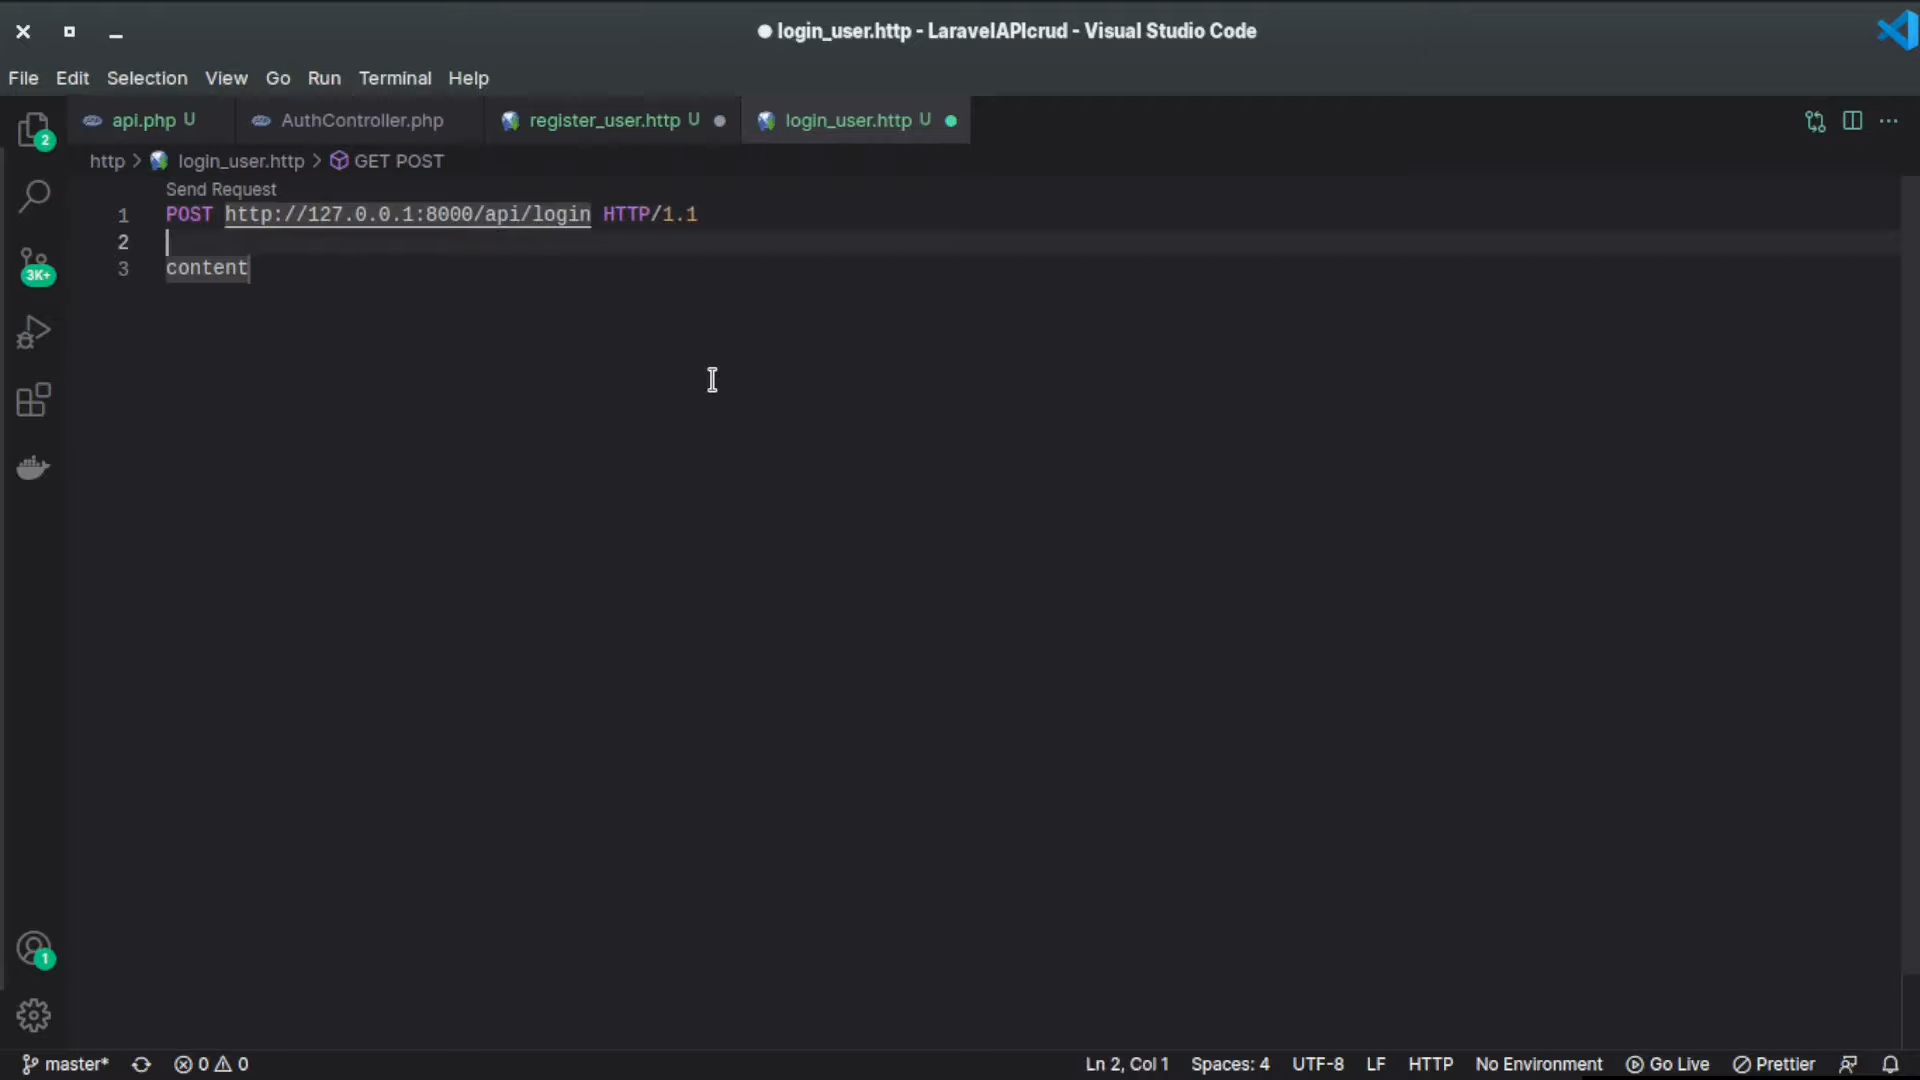 login_user.http - LaravelAPIcrud - Visual Studio Code
File Edit Selection View Go Run Terminal Help
api.php U AuthController.php register_user.http U login_user.http U
2
http > login_user.http > GET POST
Send Request
1 POST http://127.0.0.1:8000/api/login HTTP/1.1
2
3 content
3K+
1
master* 0 0 Ln 2, Col 1 Spaces: 4 UTF-8 LF HTTP No Environment Go Live Prettier